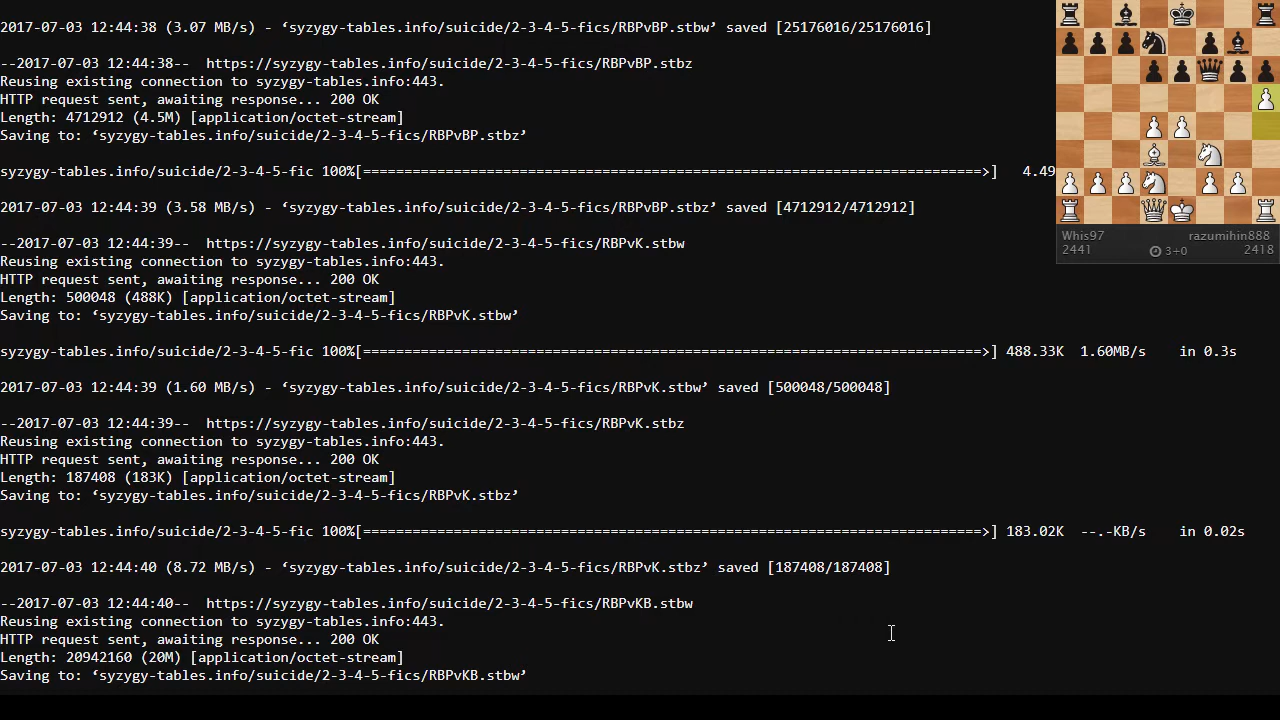 2017-07-03 12:44:38 (3.07 MB/s) - ‘syzygy-tables.info/suicide/2-3-4-5-fics/RBPvBP.stbw’ saved [25176016/25176016]
--2017-07-03 12:44:38-- https://syzygy-tables.info/suicide/2-3-4-5-fics/RBPvBP.stbz
Reusing existing connection to syzygy-tables.info:443.
HTTP request sent, awaiting response... 200 OK
Length: 4712912 (4.5M) [application/octet-stream]
Saving to: ‘syzygy-tables.info/suicide/2-3-4-5-fics/RBPvBP.stbz’
syzygy-tables.info/suicide/2-3-4-5-fic 100%[===========================================================================>] 4.49
2017-07-03 12:44:39 (3.58 MB/s) - ‘syzygy-tables.info/suicide/2-3-4-5-fics/RBPvBP.stbz’ saved [4712912/4712912]
--2017-07-03 12:44:39-- https://syzygy-tables.info/suicide/2-3-4-5-fics/RBPvK.stbw
Reusing existing connection to syzygy-tables.info:443.
HTTP request sent, awaiting response... 200 OK
Length: 500048 (488K) [application/octet-stream]
Saving to: ‘syzygy-tables.info/suicide/2-3-4-5-fics/RBPvK.stbw’
syzygy-tables.info/suicide/2-3-4-5-fic 100%[===========================================================================>] 488.33K 1.60MB/s in 0.3s
2017-07-03 12:44:39 (1.60 MB/s) - ‘syzygy-tables.info/suicide/2-3-4-5-fics/RBPvK.stbw’ saved [500048/500048]
--2017-07-03 12:44:39-- https://syzygy-tables.info/suicide/2-3-4-5-fics/RBPvK.stbz
Reusing existing connection to syzygy-tables.info:443.
HTTP request sent, awaiting response... 200 OK
Length: 187408 (183K) [application/octet-stream]
Saving to: ‘syzygy-tables.info/suicide/2-3-4-5-fics/RBPvK.stbz’
syzygy-tables.info/suicide/2-3-4-5-fic 100%[===========================================================================>] 183.02K --.-KB/s in 0.02s
2017-07-03 12:44:40 (8.72 MB/s) - ‘syzygy-tables.info/suicide/2-3-4-5-fics/RBPvK.stbz’ saved [187408/187408]
--2017-07-03 12:44:40-- https://syzygy-tables.info/suicide/2-3-4-5-fics/RBPvKB.stbw
Reusing existing connection to syzygy-tables.info:443.
HTTP request sent, awaiting response... 200 OK
Length: 20942160 (20M) [application/octet-stream]
Saving to: ‘syzygy-tables.info/suicide/2-3-4-5-fics/RBPvKB.stbw’
Whis97 razumihin888
2441 3+0 2418